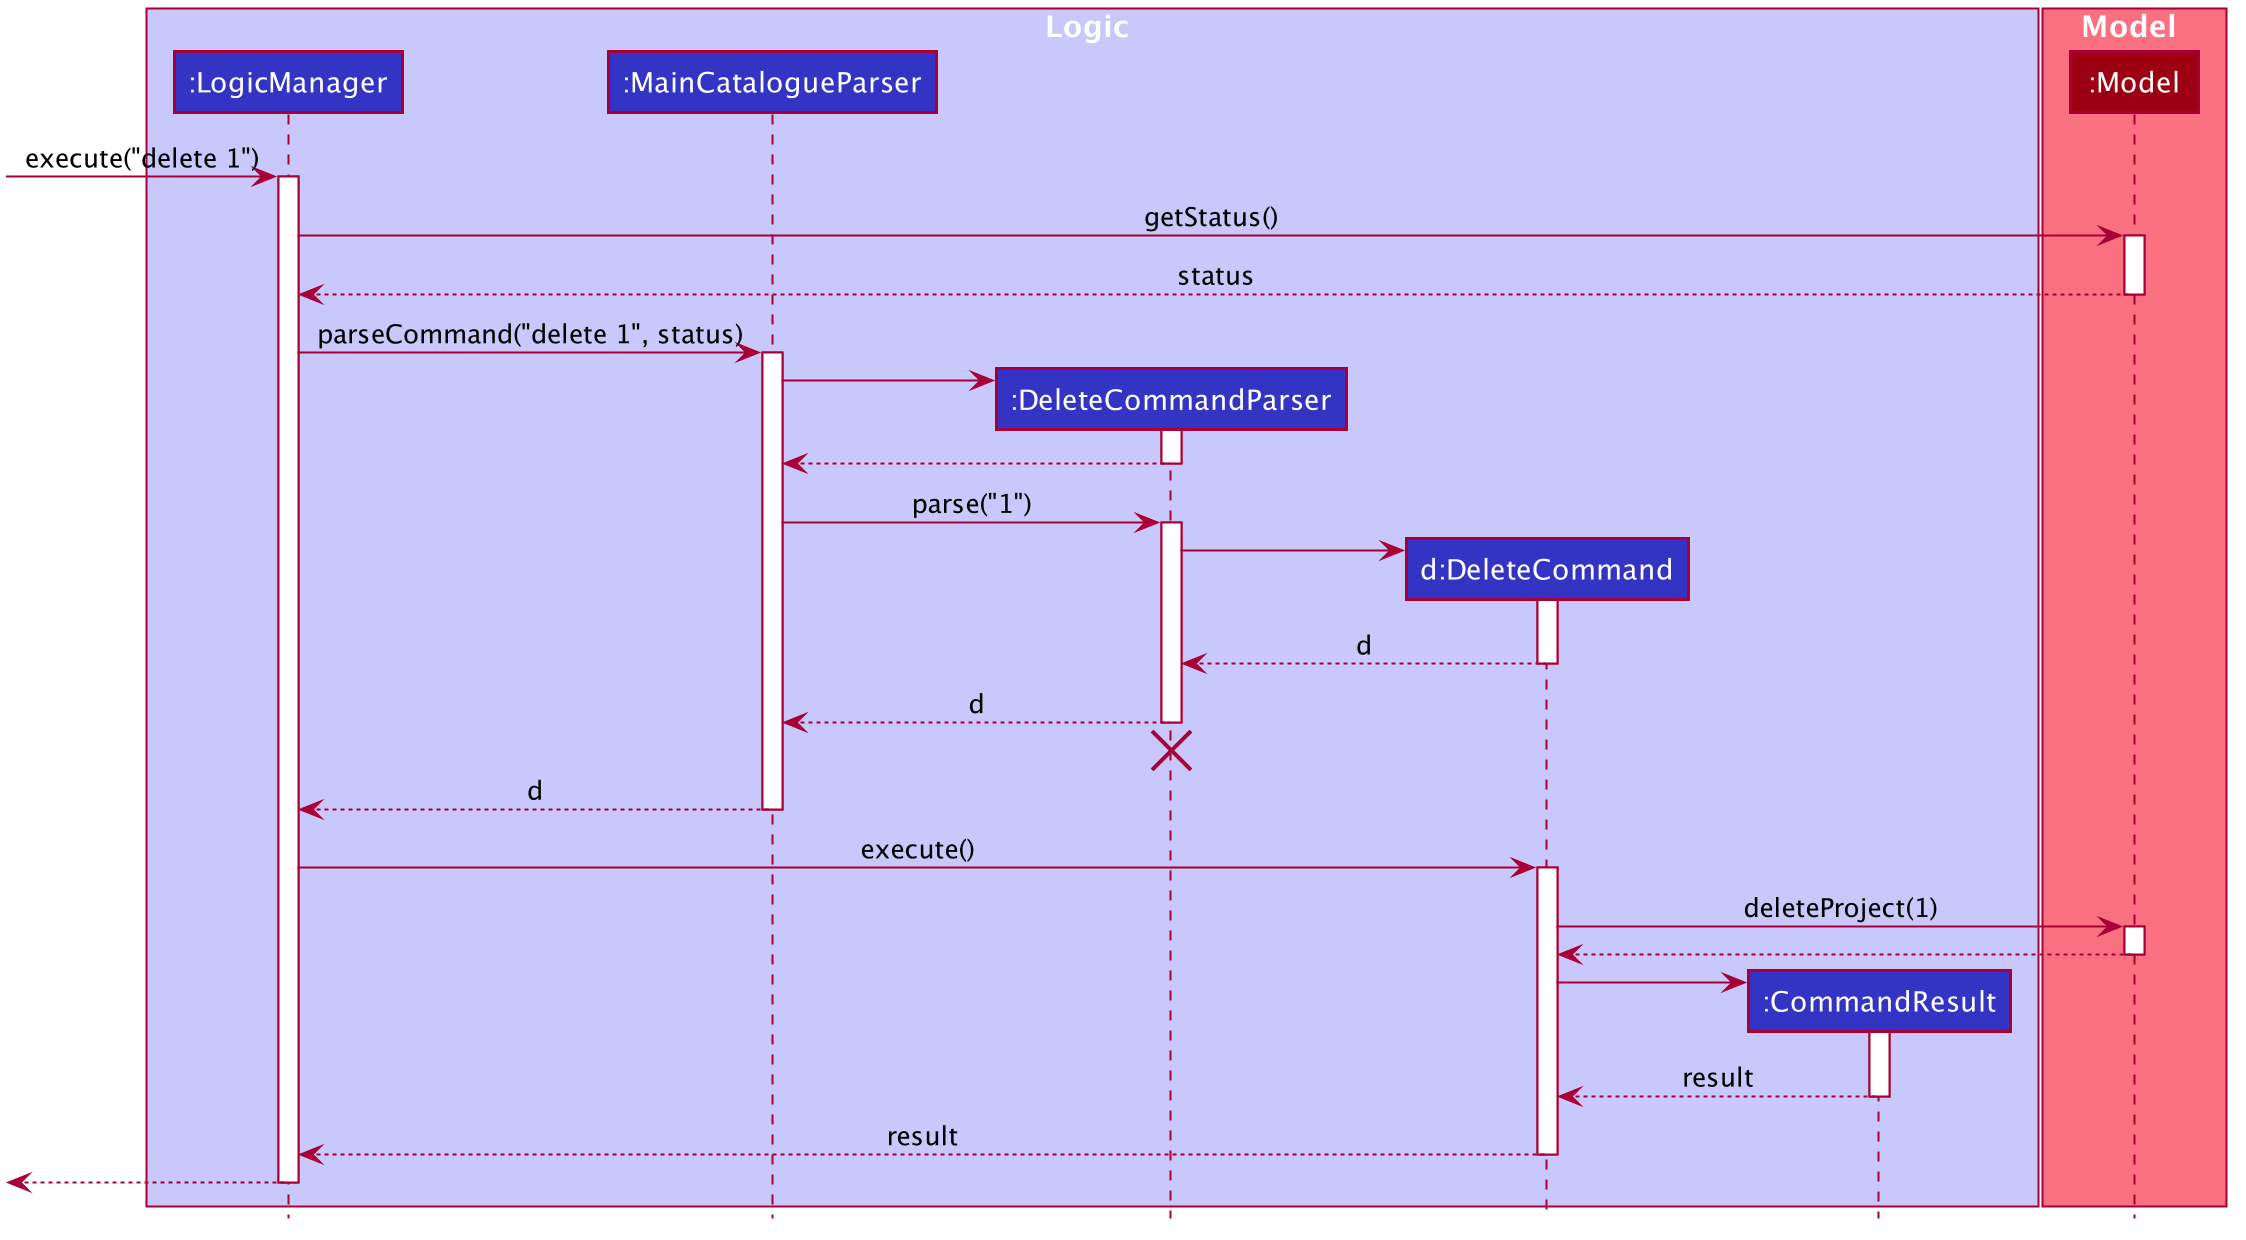 Logic
Model
:LogicManager
:MainCatalogueParser
:Model
execute("delete 1")
getStatus()
status
parseCommand("delete 1", status)
:DeleteCommandParser
parse("1")
d:DeleteCommand
d
d
d
execute()
deleteProject(1)
:CommandResult
result
result